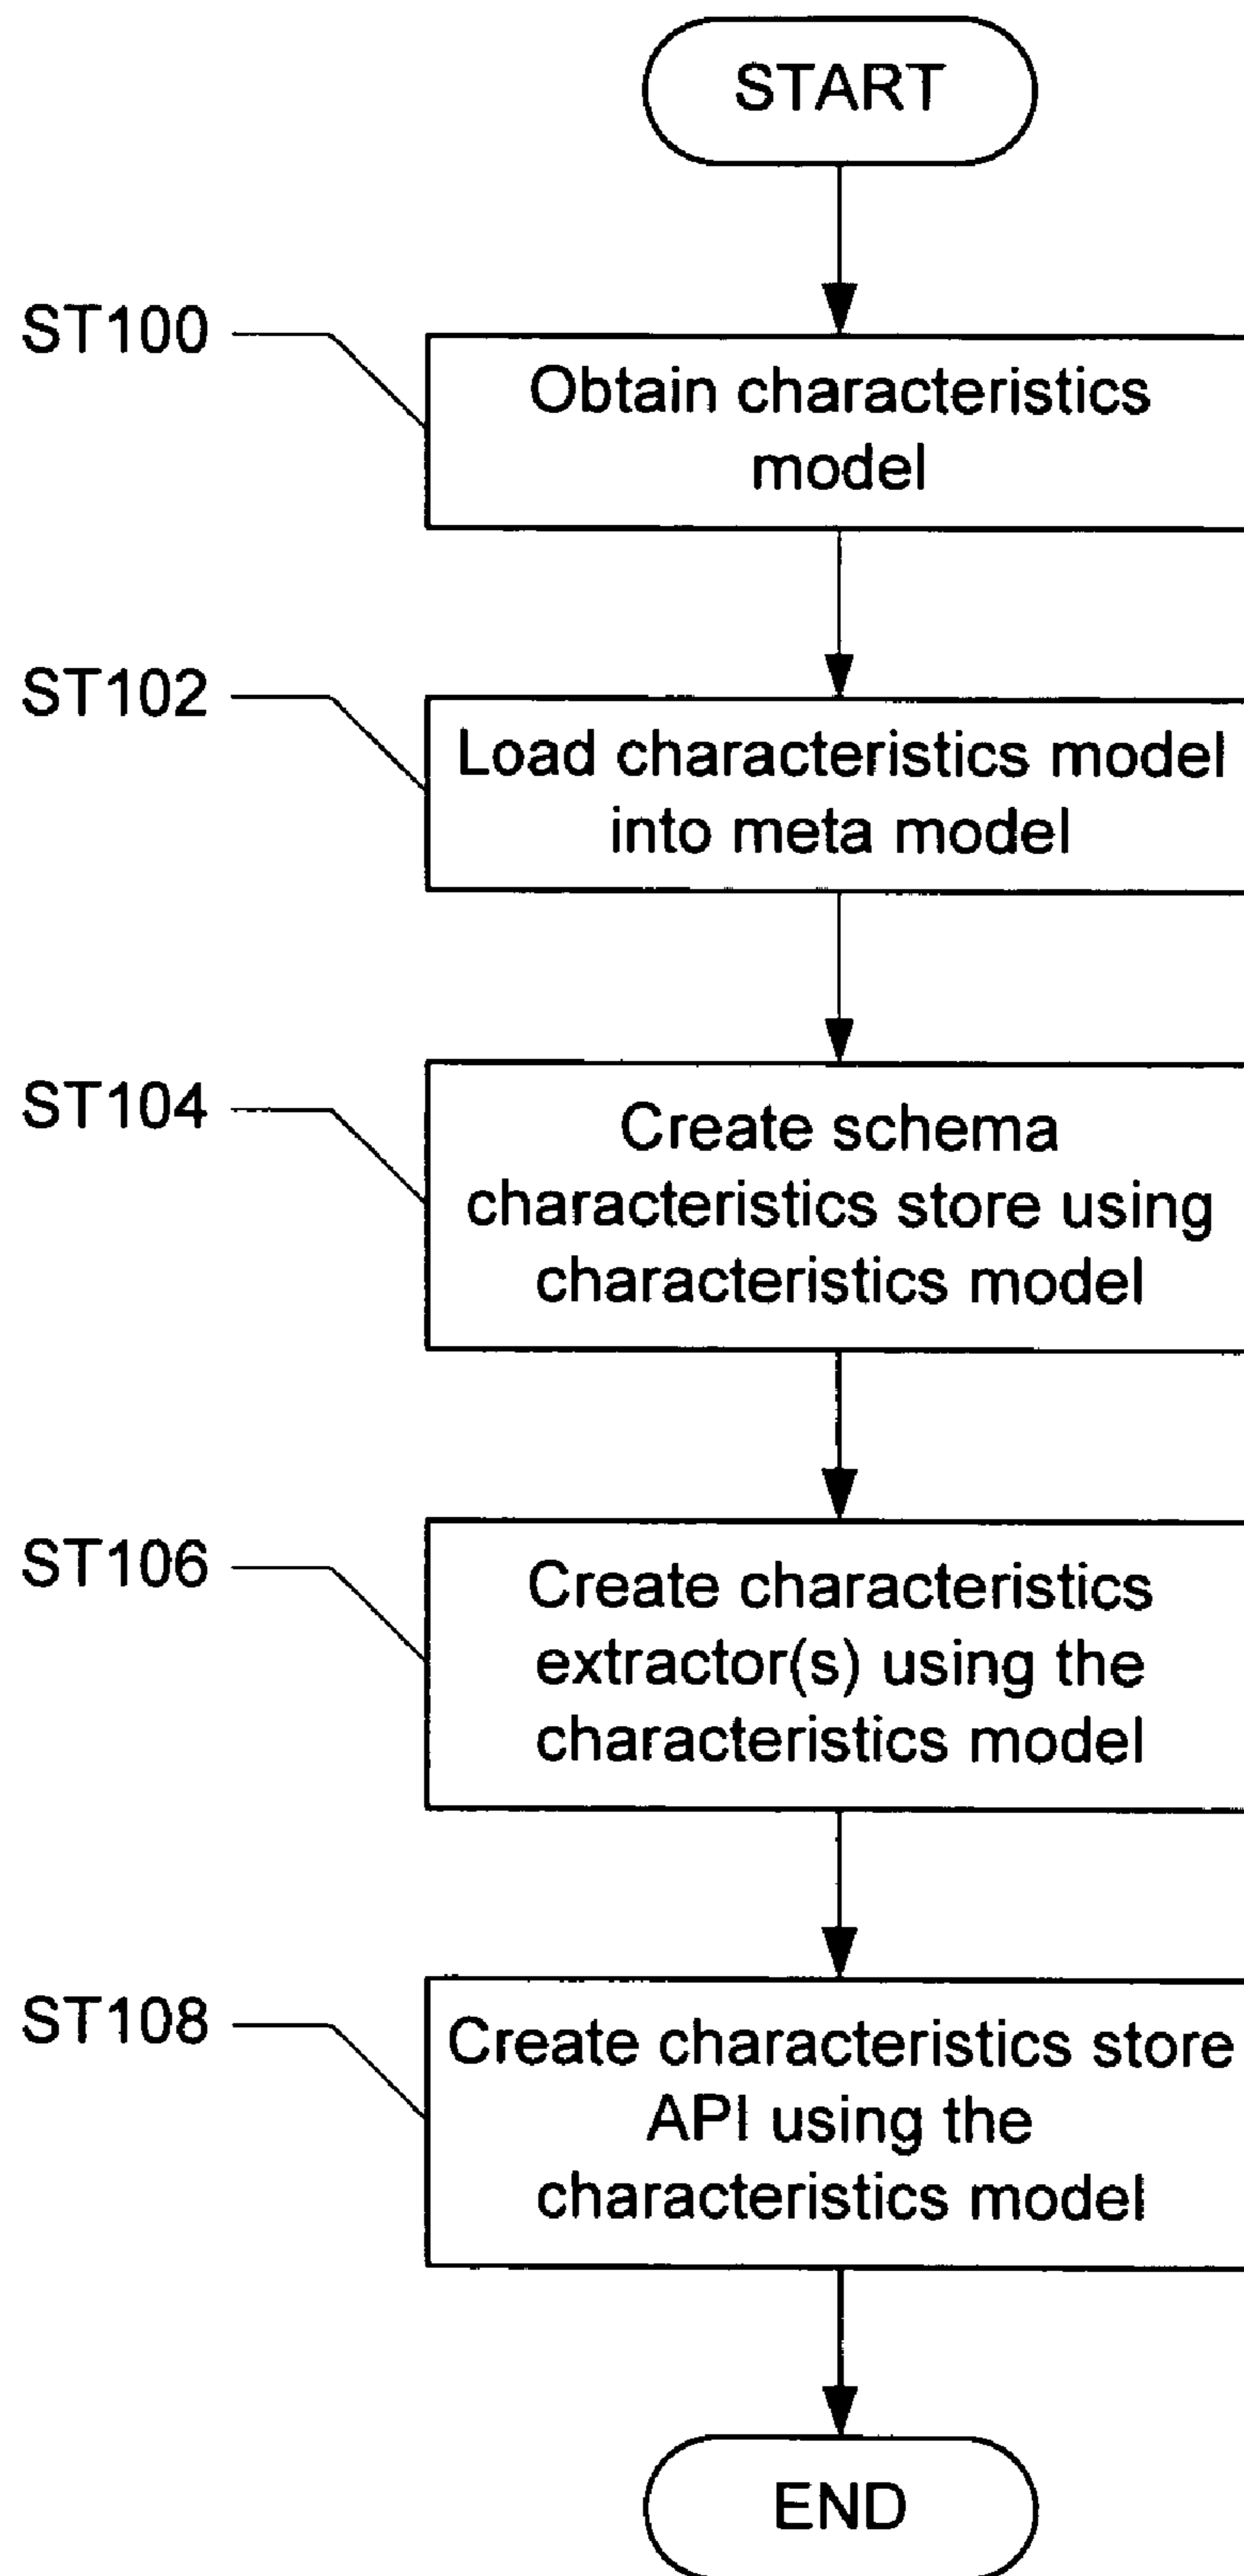 START
ST100
Obtain characteristics
model
ST102
Load characteristics model
into meta model
ST104
Create schema
characteristics store using
characteristics model
ST106
Create characteristics
extractor(s) using the
characteristics model
ST108
Create characteristics store
API using the
characteristics model
END